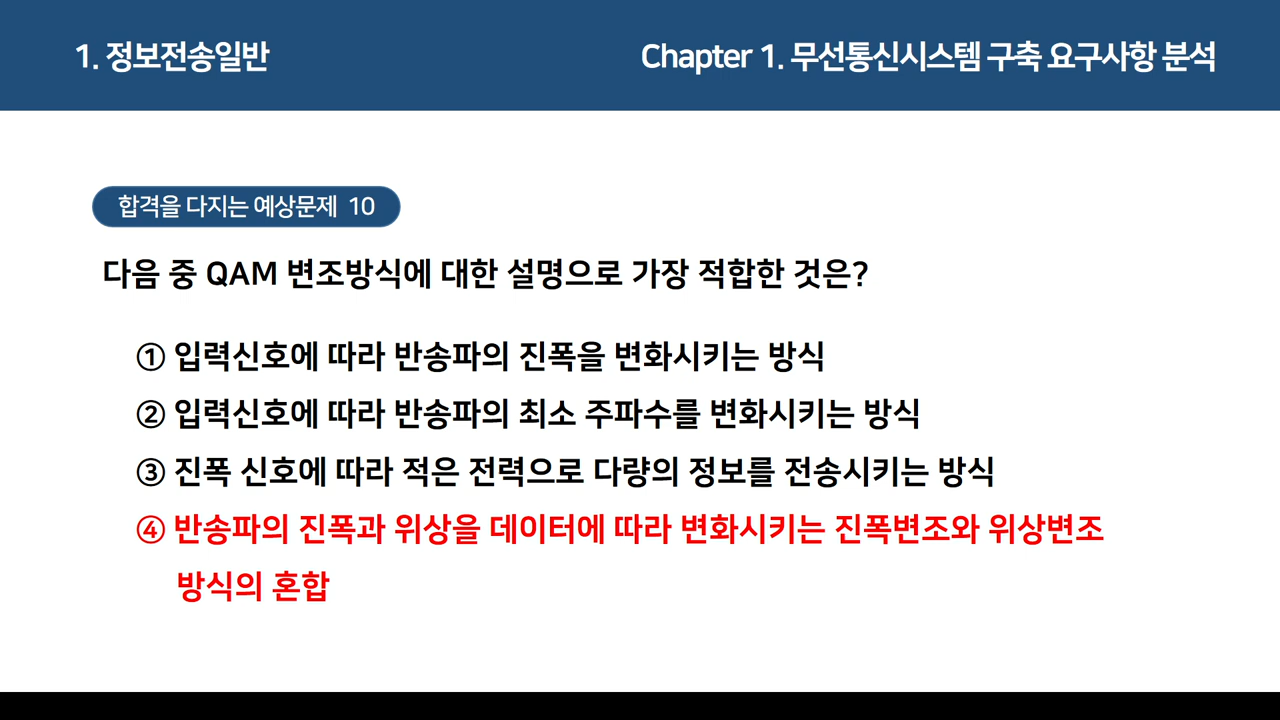 1. 정보전송일반
Chapter 1. 무선통신시스템 구축 요구사항 분석
합격을 다지는 예상문제 10
다음 중 QAM 변조방식에 대한 설명으로 가장 적합한 것은?
① 입력신호에 따라 반송파의 진폭을 변화시키는 방식
② 입력신호에 따라 반송파의 최소 주파수를 변화시키는 방식
③ 진폭 신호에 따라 적은 전력으로 다량의 정보를 전송시키는 방식
④ 반송파의 진폭과 위상을 데이터에 따라 변화시키는 진폭변조와 위상변조
방식의 혼합